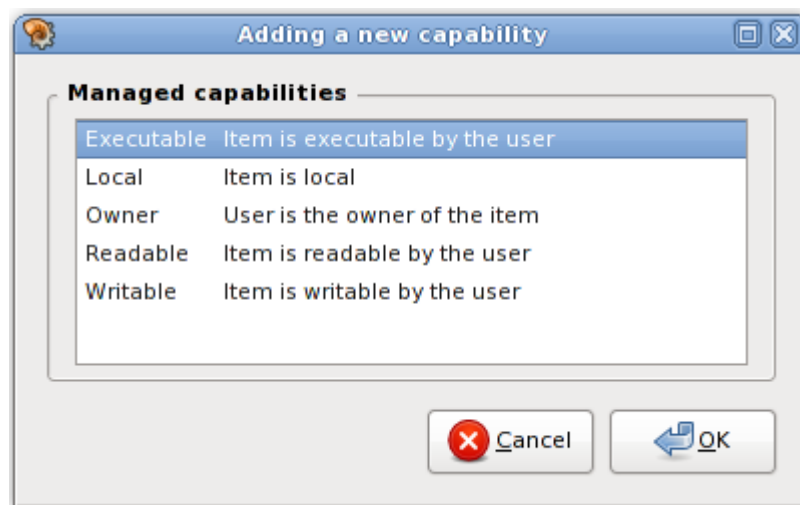 Adding a new capability
Managed capabilities
Executable Item is executable by the user
Local Item is local
Owner User is the owner of the item
Readable Item is readable by the user
Writable Item is writable by the user
Cancel OK